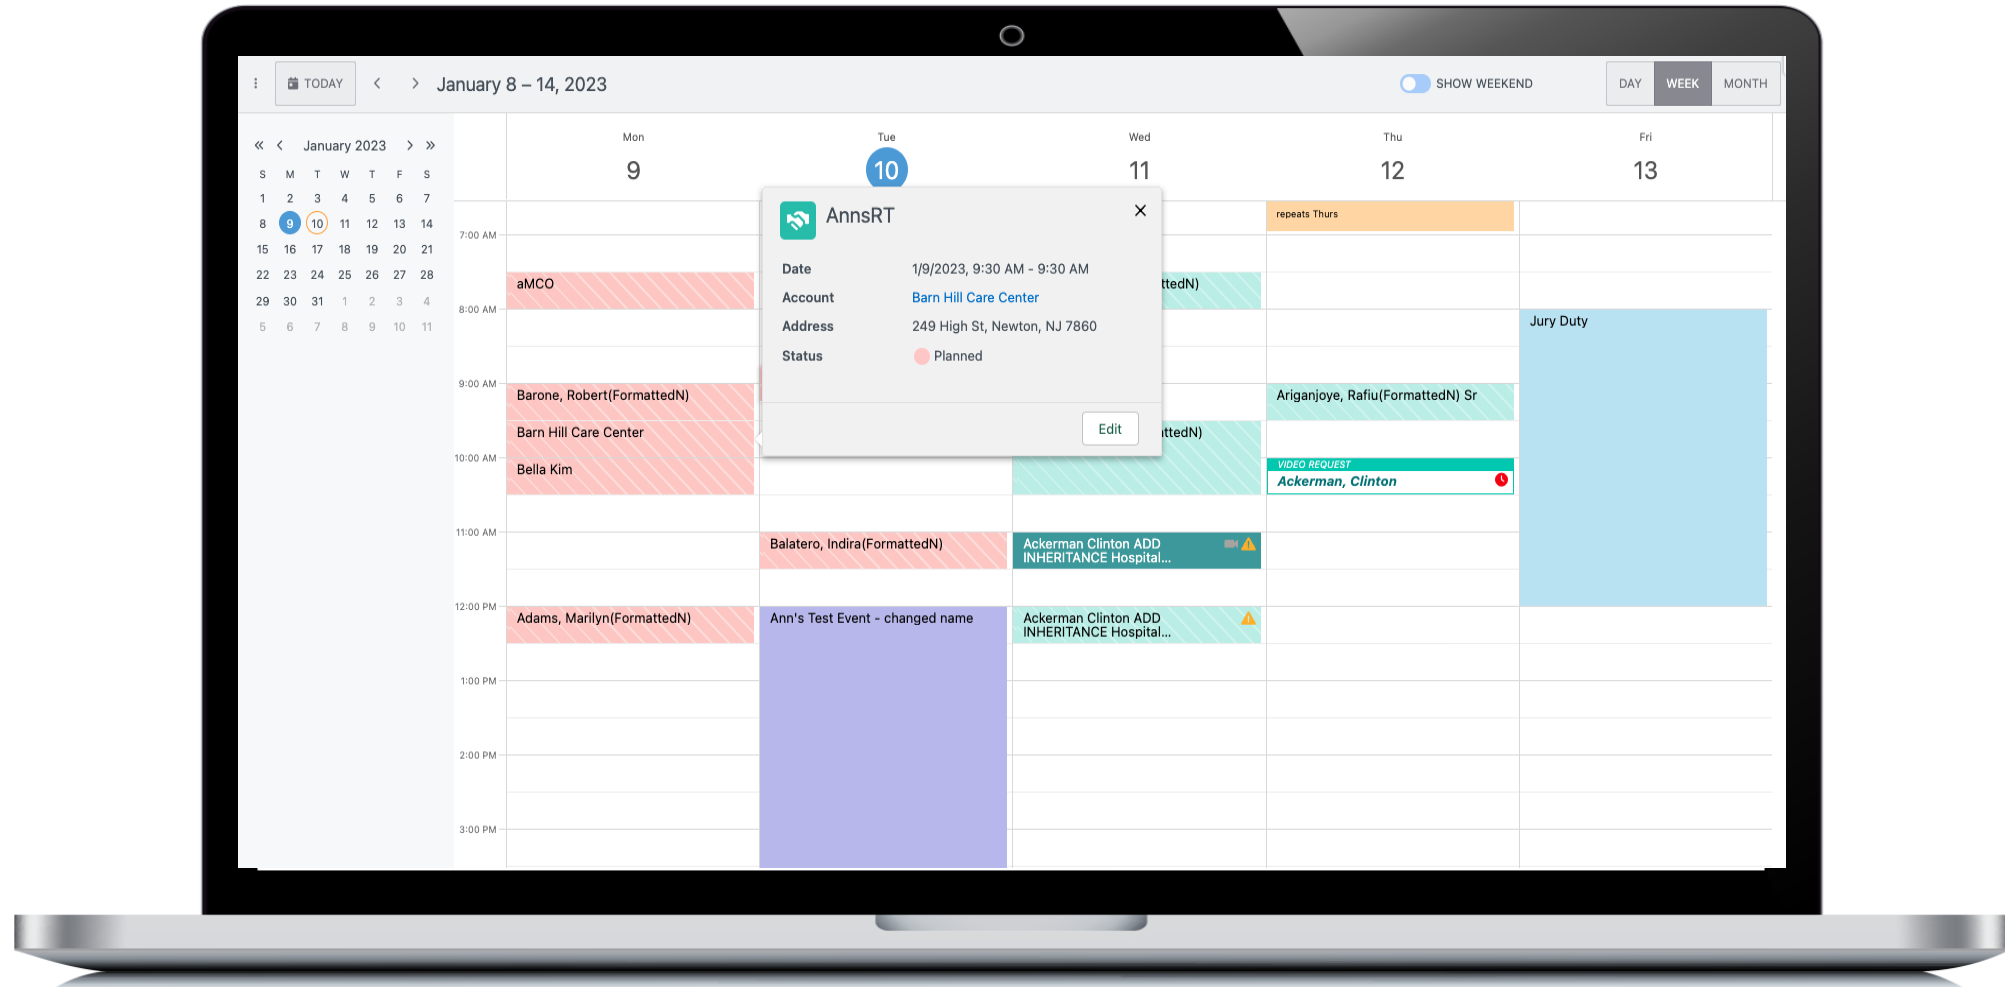 TODAY
January 8 – 14, 2023
SHOW WEEKEND
DAY
WEEK
MONTH
January 2023
S M T W T F S
1 2 3 4 5 6 7
8 9 10 11 12 13 14
15 16 17 18 19 20 21
22 23 24 25 26 27 28
29 30 31 1 2 3 4
5 6 7 8 9 10 11
Mon
9
Tue
10
Wed
11
Thu
12
Fri
13
7:00 AM
8:00 AM
9:00 AM
10:00 AM
11:00 AM
12:00 PM
1:00 PM
2:00 PM
3:00 PM
aMCO
Barone, Robert(FormattedN)
Barn Hill Care Center
Bella Kim
Adams, Marilyn(FormattedN)
AnnsRT
Date 1/9/2023, 9:30 AM - 9:30 AM
Account Barn Hill Care Center
Address 249 High St, Newton, NJ 7860
Status Planned
Edit
Balatero, Indira(FormattedN)
Ann's Test Event - changed name
ttedN)
ttedN)
Ackerman Clinton ADD
INHERITANCE Hospital...
Ackerman Clinton ADD
INHERITANCE Hospital...
repeats Thurs
Ariganjoye, Rafiu(FormattedN) Sr
VIDEO REQUEST
Ackerman, Clinton
Jury Duty